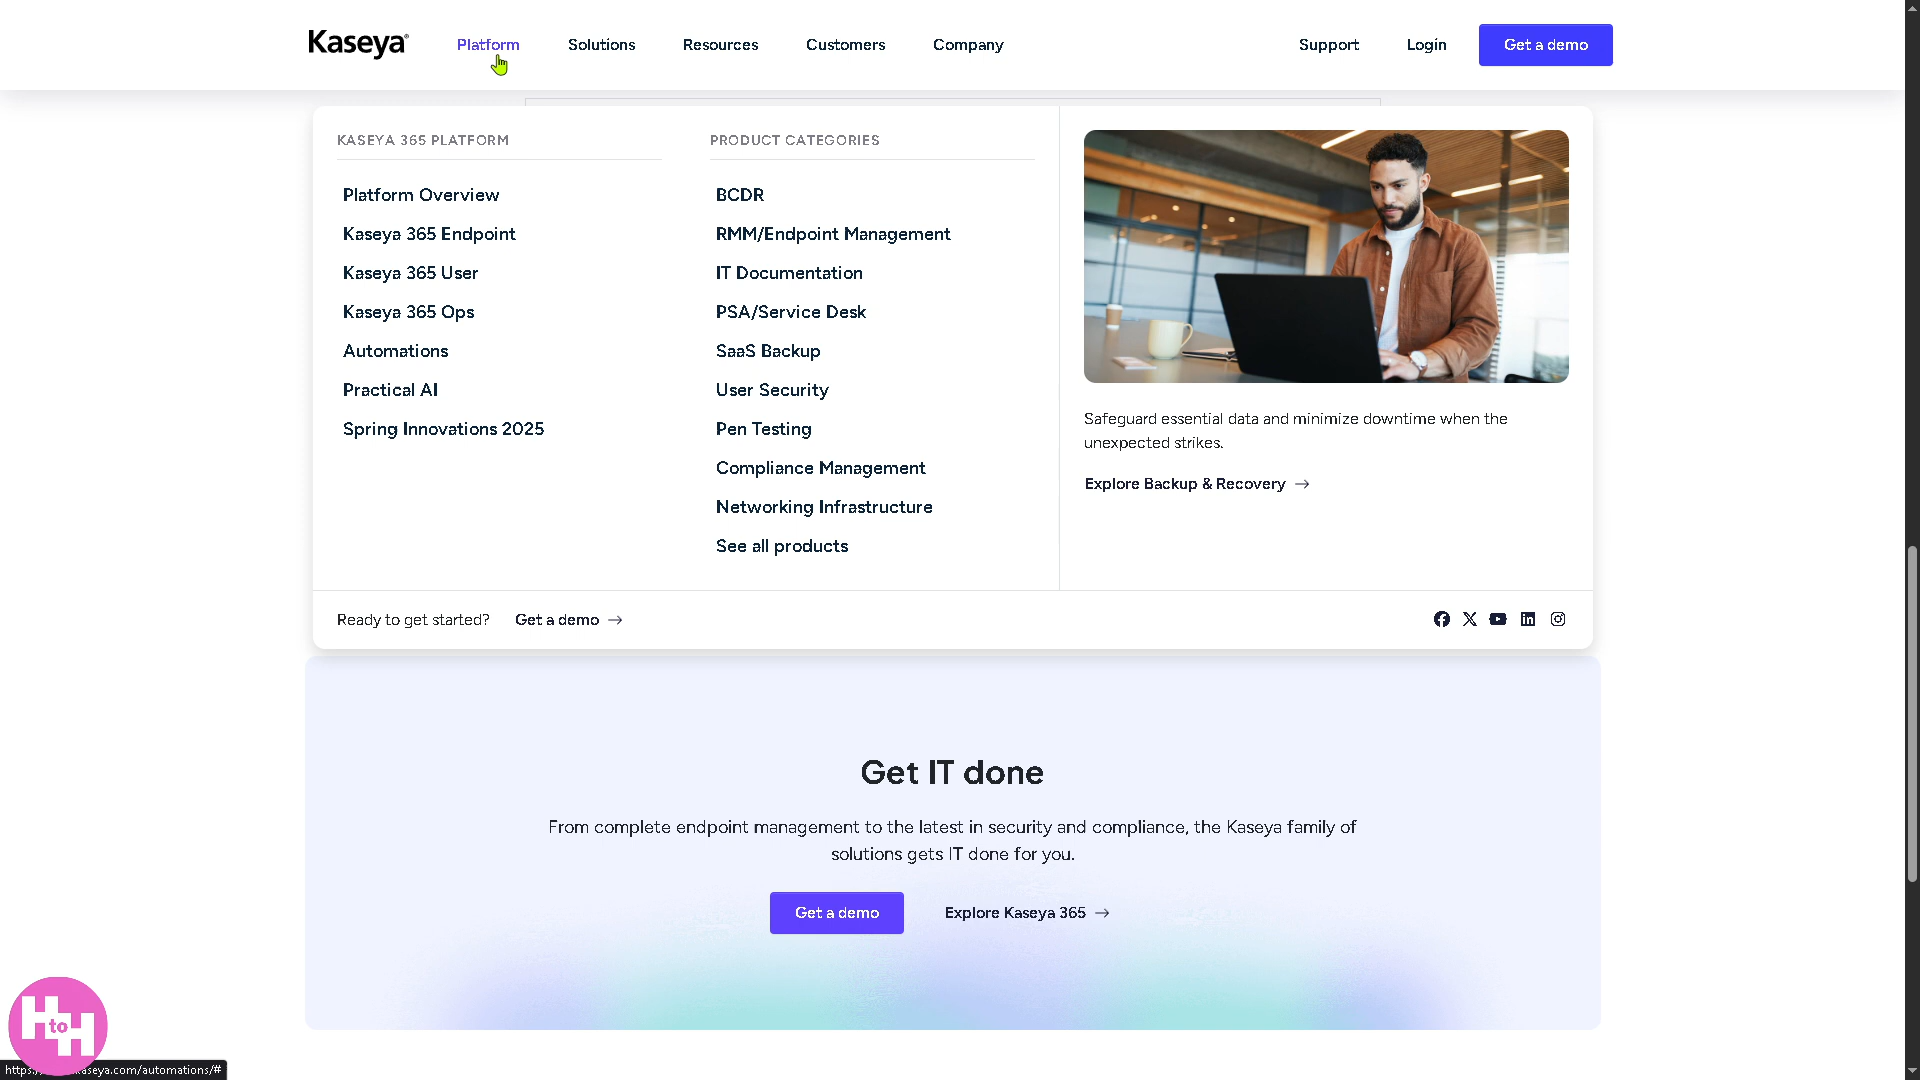 Kaseya
Platform
Solutions
Resources
Customers
Company
Support
Login
Get a demo
KASEYA 365 PLATFORM
Platform Overview
Kaseya 365 Endpoint
Kaseya 365 User
Kaseya 365 Ops
Automations
Practical AI
Spring Innovations 2025
PRODUCT CATEGORIES
BCDR
RMM/Endpoint Management
IT Documentation
PSA/Service Desk
SaaS Backup
User Security
Pen Testing
Compliance Management
Networking Infrastructure
See all products
Safeguard essential data and minimize downtime when the
unexpected strikes.
Explore Backup & Recovery →
Ready to get started?
Get a demo →
Get IT done
From complete endpoint management to the latest in security and compliance, the Kaseya family of
solutions gets IT done for you.
Get a demo
Explore Kaseya 365 →
H to H
aseya.com/automations/#